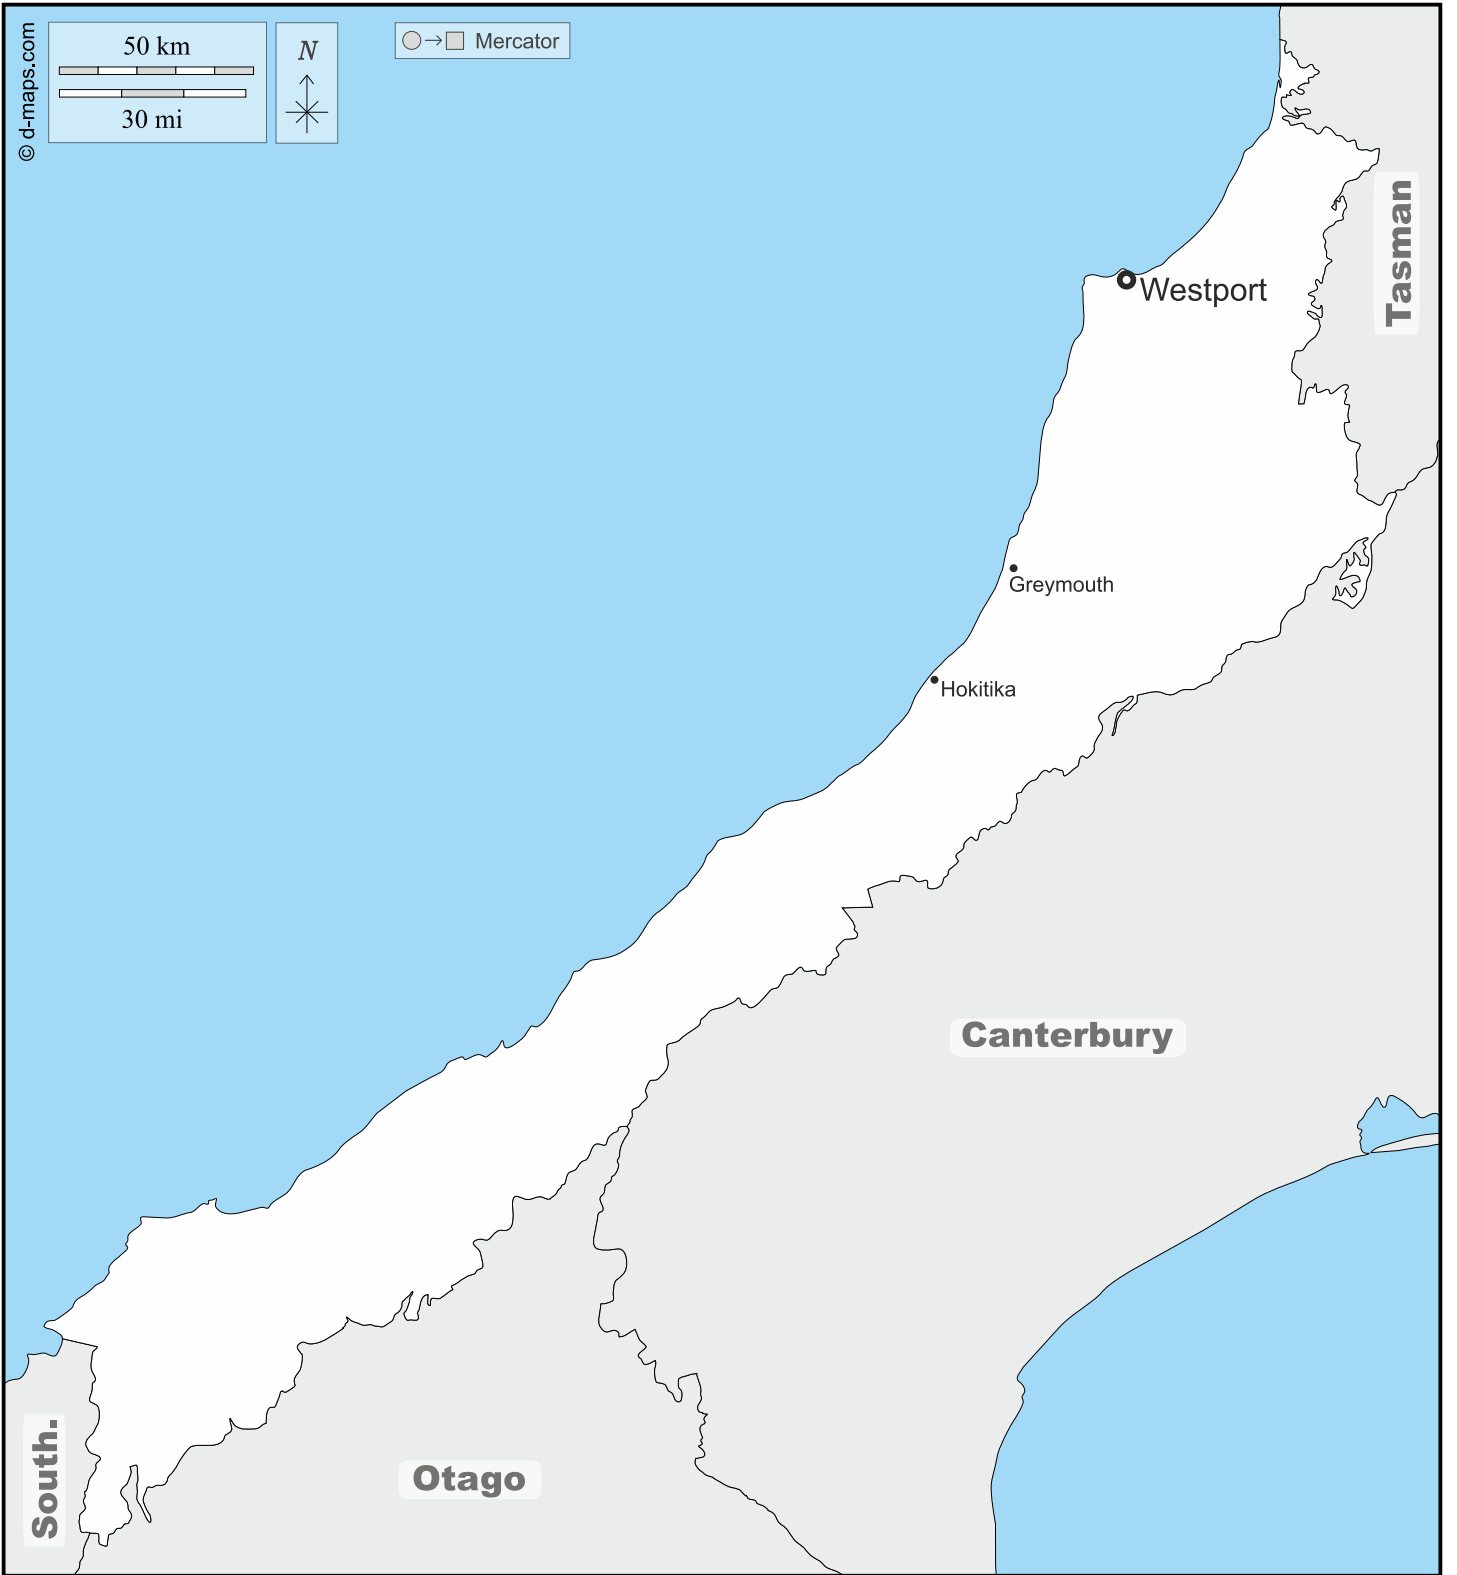 © d-maps.com
50 km
30 mi
N
Mercator
Tasman
Westport
Greymouth
Hokitika
Canterbury
South.
Otago